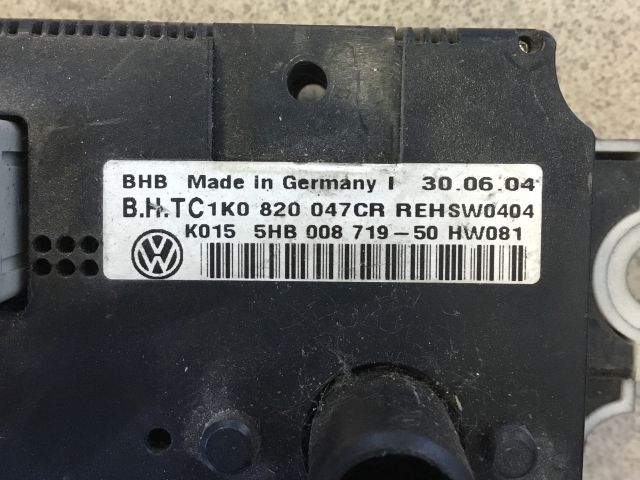 BHB Made in Germany I 30.06.04
B.H.TC1K0 820 047CR REHSW0404
K015 5HB 008 719-50 HW081